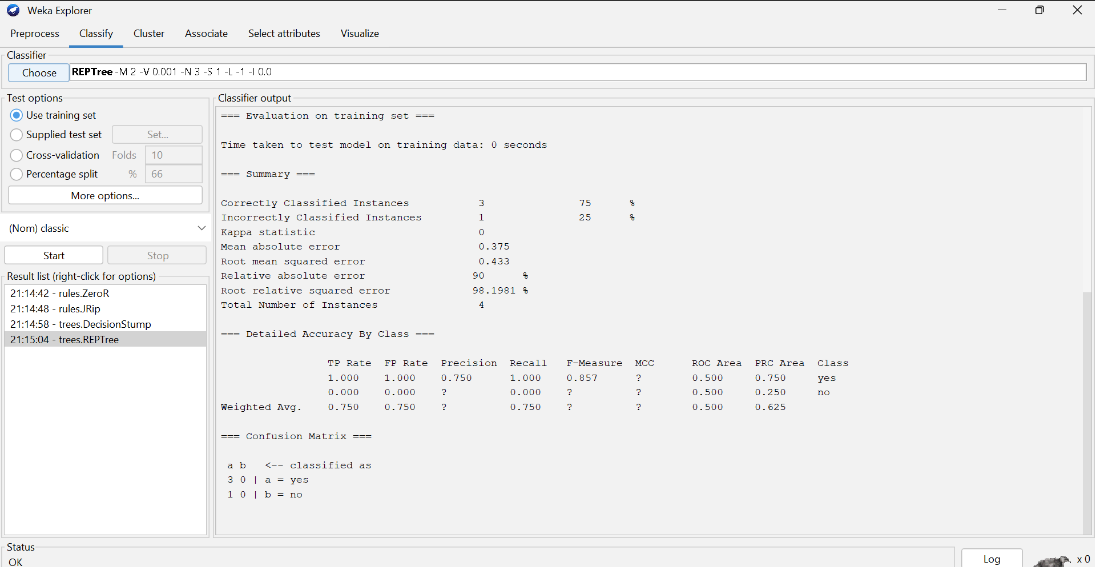 Weka Explorer
Preprocess Classify Cluster Associate Select attributes Visualize
Classifier
Choose REPTree -M 2 -V 0.001 -N 3 -S 1 -L -1 -I 0.0
Test options
Use training set
Supplied test set Set...
Cross-validation Folds 10
Percentage split % 66
More options...
(Nom) classic
Start Stop
Result list (right-click for options)
21:14:42 - rules.ZeroR
21:14:48 - rules.JRip
21:14:58 - trees.DecisionStump
21:15:04 - trees.REPTree
Classifier output
=== Evaluation on training set ===
Time taken to test model on training data: 0 seconds
=== Summary ===
Correctly Classified Instances 3 75 %
Incorrectly Classified Instances 1 25 %
Kappa statistic 0
Mean absolute error 0.375
Root mean squared error 0.433
Relative absolute error 90 %
Root relative squared error 98.1981 %
Total Number of Instances 4
=== Detailed Accuracy By Class ===
TP Rate FP Rate Precision Recall F-Measure MCC ROC Area PRC Area Class
1.000 1.000 0.750 1.000 0.857 ? 0.500 0.750 yes
0.000 0.000 ? 0.000 ? ? 0.500 0.250 no
Weighted Avg. 0.750 0.750 ? 0.750 ? ? 0.500 0.625
=== Confusion Matrix ===
a b <-- classified as
3 0 | a = yes
1 0 | b = no
Status
OK
Log x 0